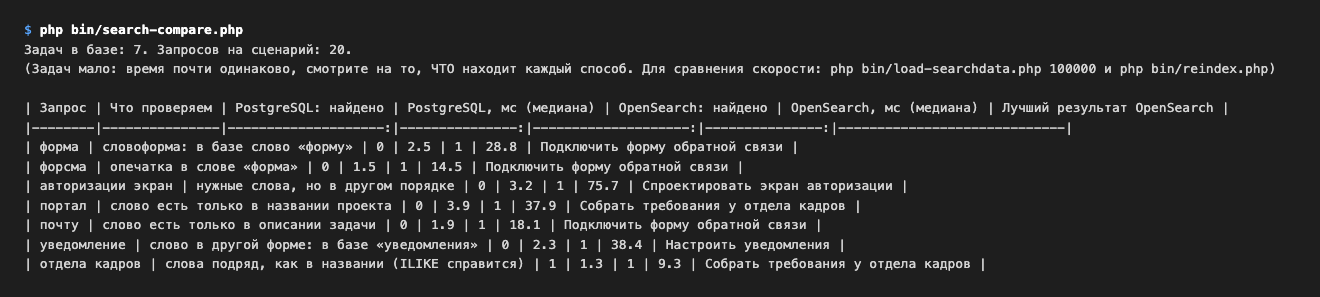 $ php bin/search-compare.php
Задач в базе: 7. Запросов на сценарий: 20.
(Задач мало: время почти одинаково, смотрите на то, ЧТО находит каждый способ. Для сравнения скорости: php bin/load-searchdata.php 100000 и php bin/reindex.php)
| Запрос | Что проверяем | PostgreSQL: найдено | PostgreSQL, мс (медиана) | OpenSearch: найдено | OpenSearch, мс (медиана) | Лучший результат OpenSearch |
|--------|---------------|--------------------:|---------------:|--------------------:|---------------:|-----------------------------|
| форма | словоформа: в базе слово «форму» | 0 | 2.5 | 1 | 28.8 | Подключить форму обратной связи |
| форсма | опечатка в слове «форма» | 0 | 1.5 | 1 | 14.5 | Подключить форму обратной связи |
| авторизации экран | нужные слова, но в другом порядке | 0 | 3.2 | 1 | 75.7 | Спроектировать экран авторизации |
| портал | слово есть только в названии проекта | 0 | 3.9 | 1 | 37.9 | Собрать требования у отдела кадров |
| почту | слово есть только в описании задачи | 0 | 1.9 | 1 | 18.1 | Подключить форму обратной связи |
| уведомление | слово в другой форме: в базе «уведомления» | 0 | 2.3 | 1 | 38.4 | Настроить уведомления |
| отдела кадров | слова подряд, как в названии (ILIKE справится) | 1 | 1.3 | 1 | 9.3 | Собрать требования у отдела кадров |